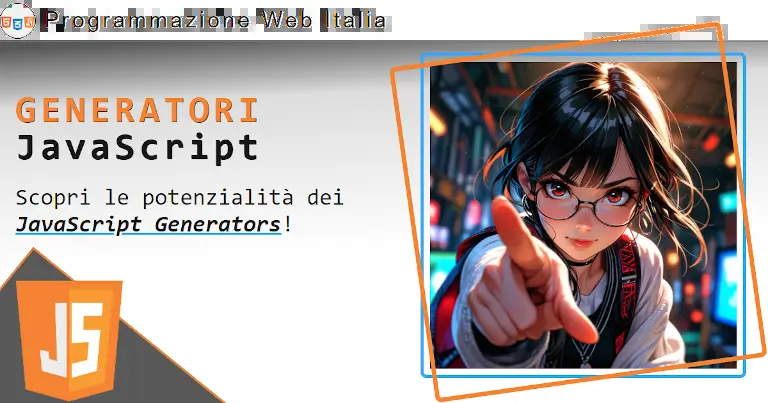 Programmazione Web Italia
GENERATORI
JavaScript
Scopri le potenzialità dei
JavaScript Generators!
JS